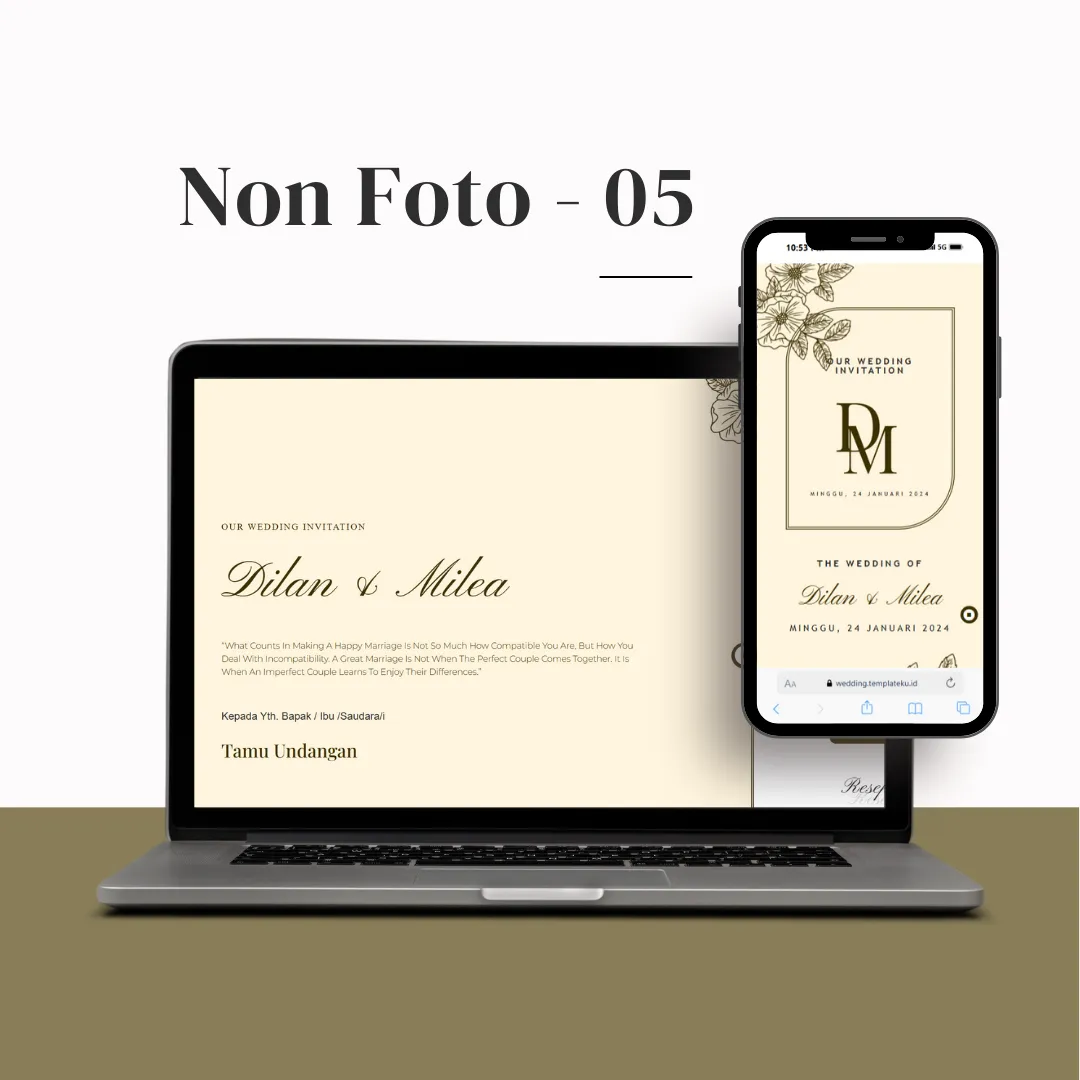 Non Foto - 05
OUR WEDDING INVITATION
Dilan & Milea
"What Counts In Making A Happy Marriage Is Not So Much How Compatible You Are, But How You
Deal With Incompatibility. A Great Marriage Is Not When The Perfect Couple Comes Together. It Is
When An Imperfect Couple Learns To Enjoy Their Differences."
Kepada Yth. Bapak / Ibu /Saudara/i
Tamu Undangan
10:53
5G
OUR WEDDING
INVITATION
DM
MINGGU, 24 JANUARI 2024
THE WEDDING OF
Dilan & Milea
MINGGU, 24 JANUARI 2024
AA
wedding.templateku.id